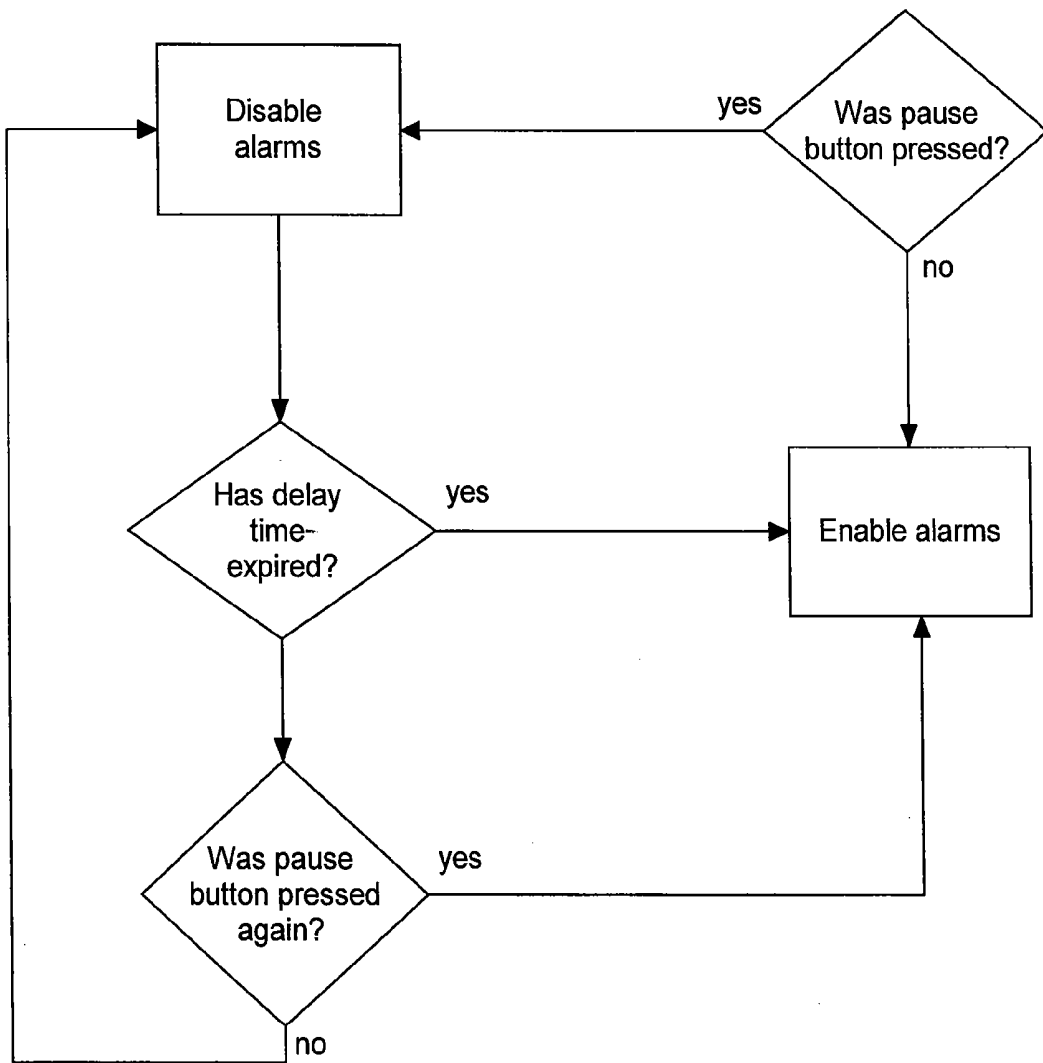 Disable
alarms
yes
Was pause
button pressed?
no
Has delay
time-
expired?
yes
Enable alarms
Was pause
button pressed
again?
yes
no